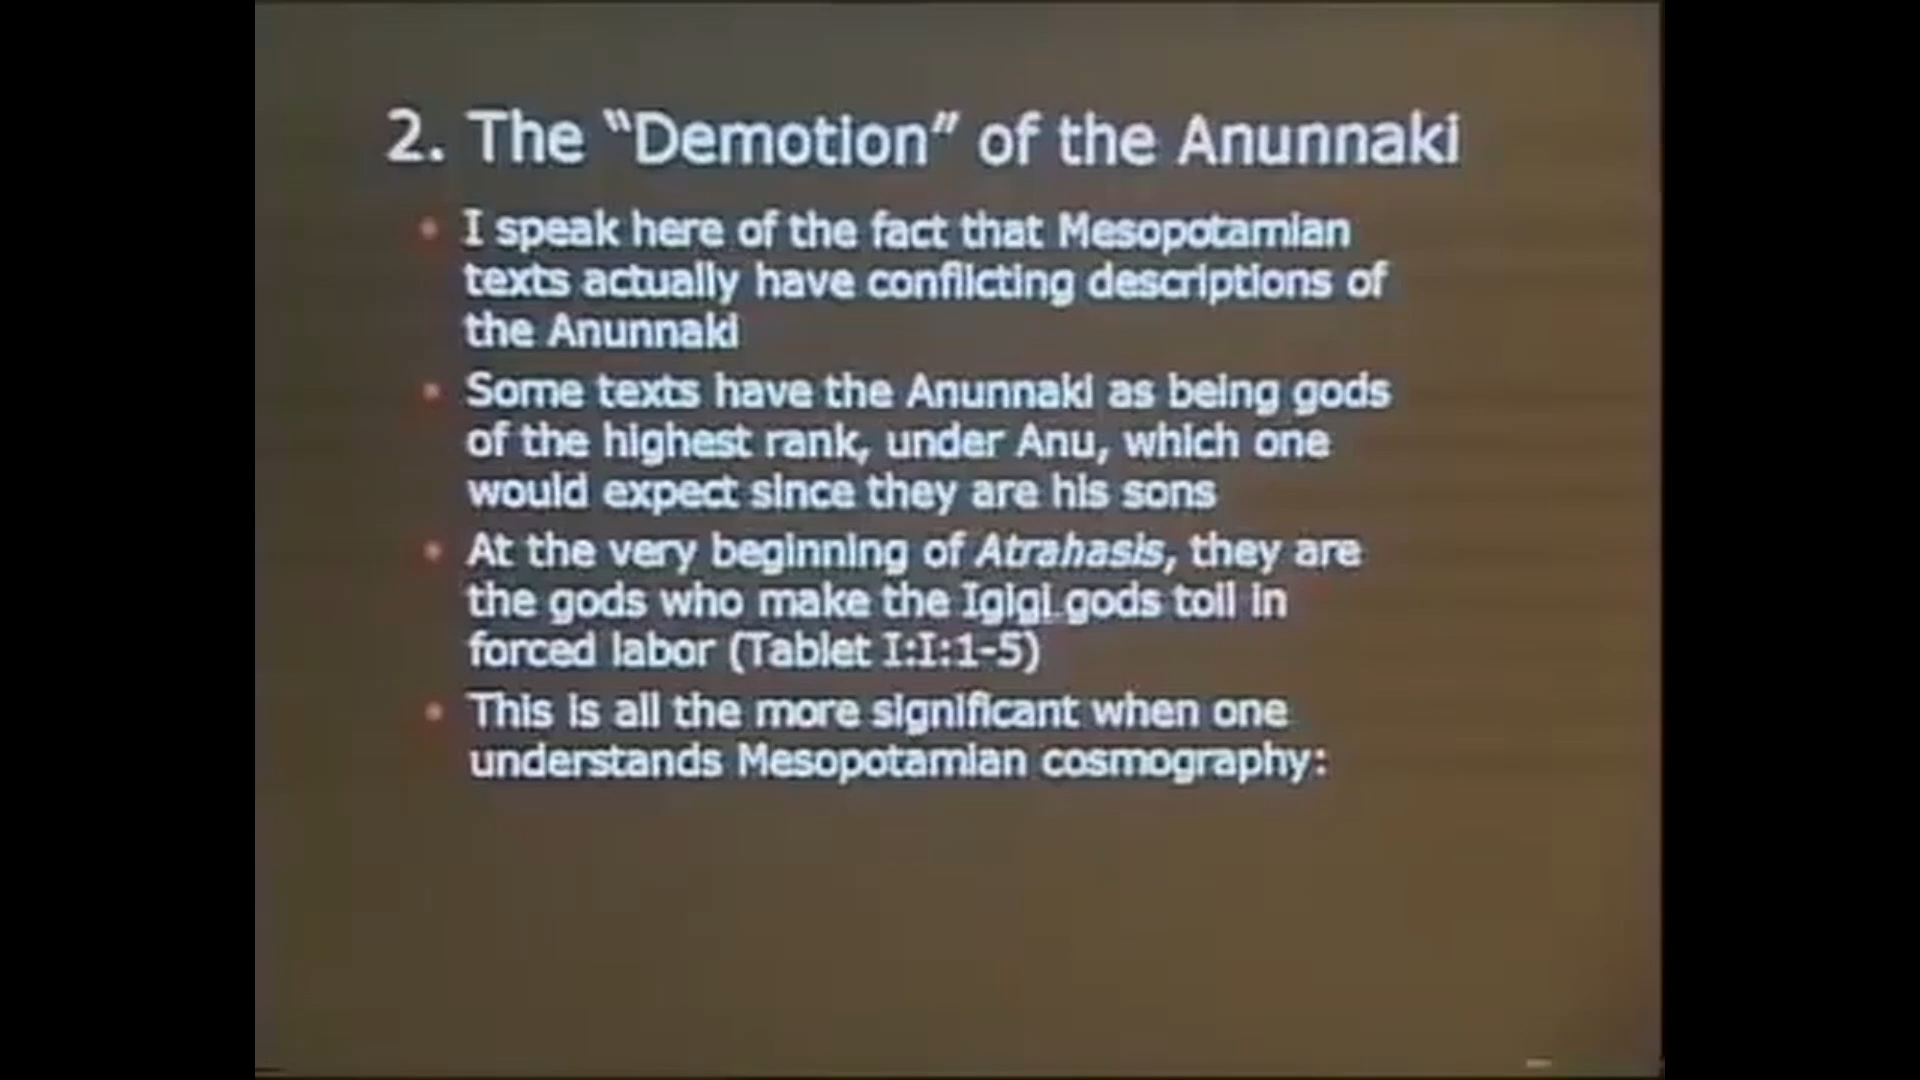 2. The “Demotion” of the Anunnaki
• I speak here of the fact that Mesopotamian
texts actually have conflicting descriptions of
the Anunnaki
• Some texts have the Anunnaki as being gods
of the highest rank, under Anu, which one
would expect since they are his sons
• At the very beginning of Atrahasis, they are
the gods who make the Igigi gods toil in
forced labor (Tablet I:I:1-5)
• This is all the more significant when one
understands Mesopotamian cosmography: